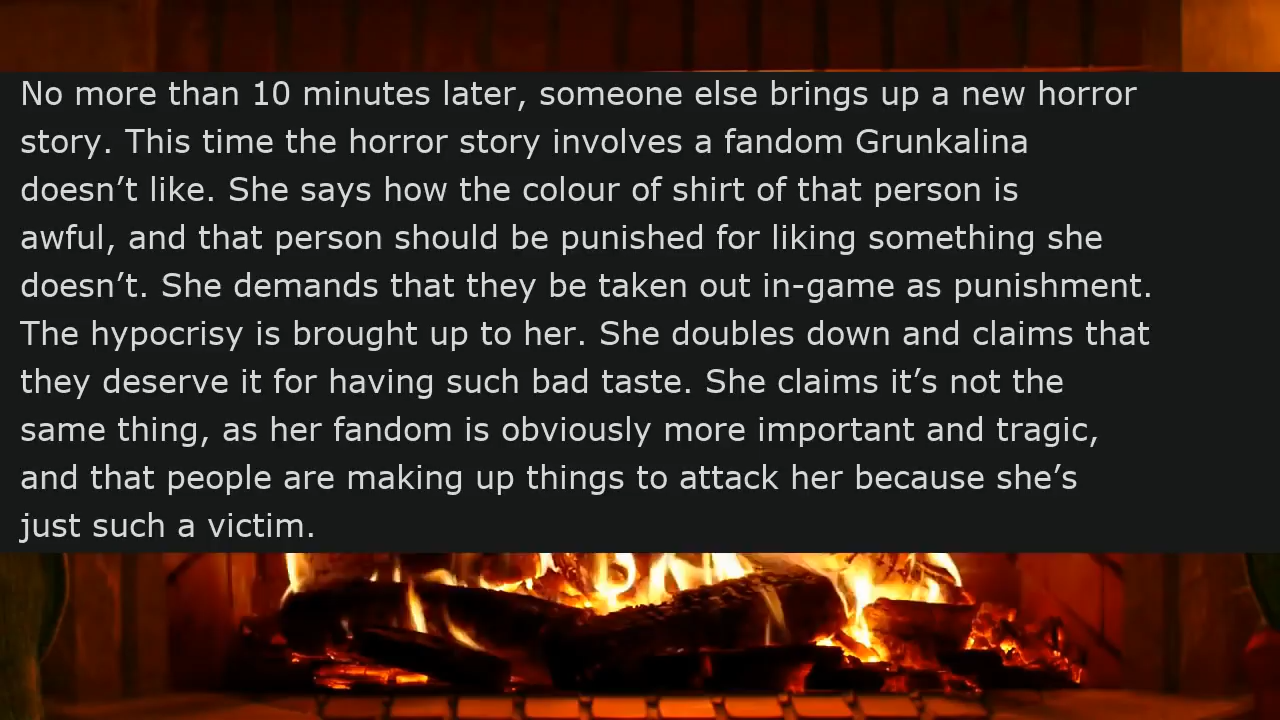 No more than 10 minutes later, someone else brings up a new horror
story. This time the horror story involves a fandom Grunkalina
doesn’t like. She says how the colour of shirt of that person is
awful, and that person should be punished for liking something she
doesn’t. She demands that they be taken out in-game as punishment.
The hypocrisy is brought up to her. She doubles down and claims that
they deserve it for having such bad taste. She claims it’s not the
same thing, as her fandom is obviously more important and tragic,
and that people are making up things to attack her because she’s
just such a victim.